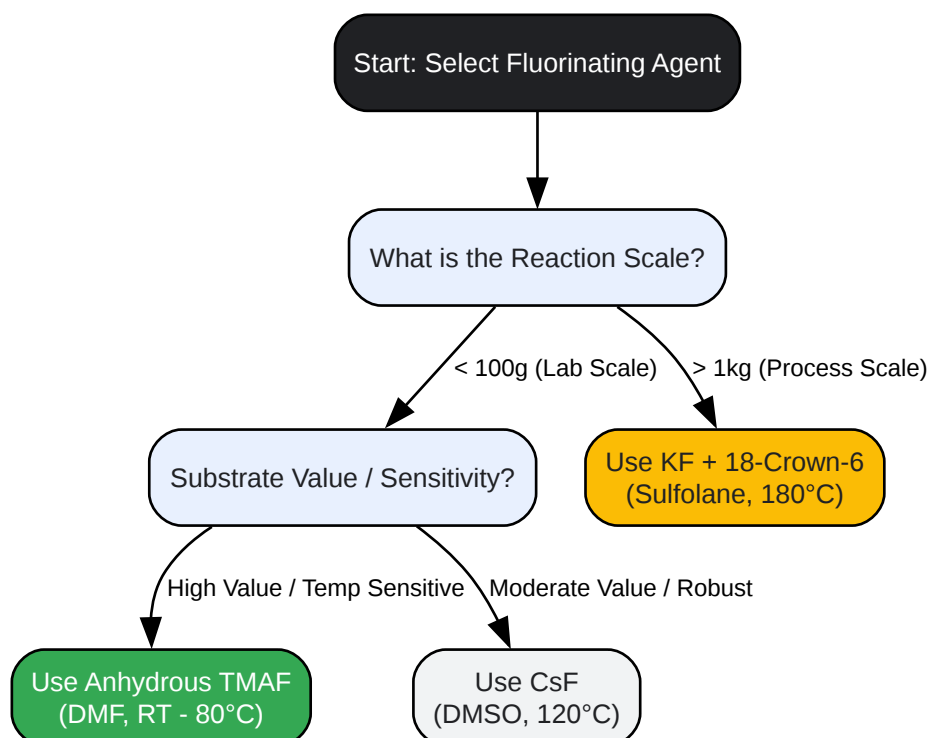 Start: Select Fluorinating Agent
What is the Reaction Scale?
< 100g (Lab Scale)
> 1kg (Process Scale)
Substrate Value / Sensitivity?
Use KF + 18-Crown-6
(Sulfolane, 180°C)
High Value / Temp Sensitive
Moderate Value / Robust
Use Anhydrous TMAF
(DMF, RT - 80°C)
Use CsF
(DMSO, 120°C)